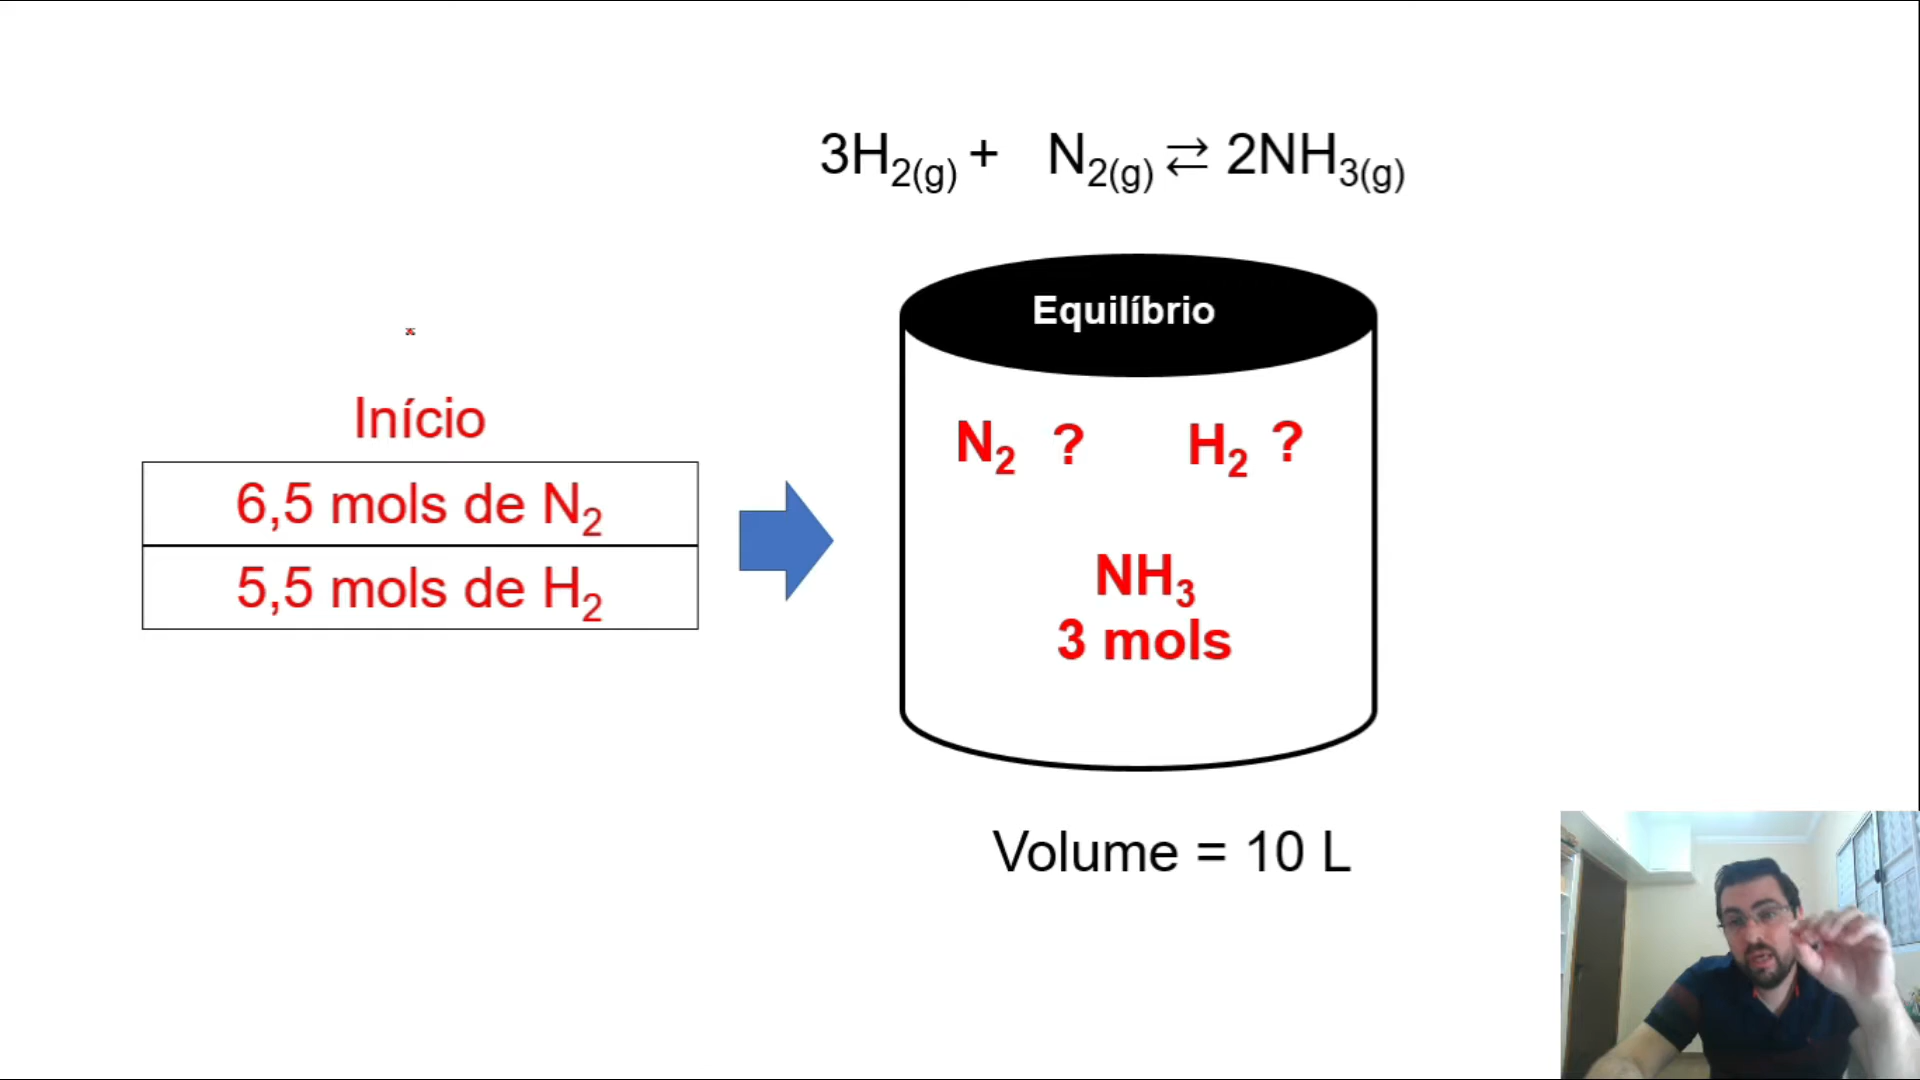 3H₂(g) + N₂(g) ⇄ 2NH₃(g)
Equilíbrio
Início
6,5 mols de N₂
5,5 mols de H₂
N₂ ? H₂ ?
NH₃
3 mols
Volume = 10 L